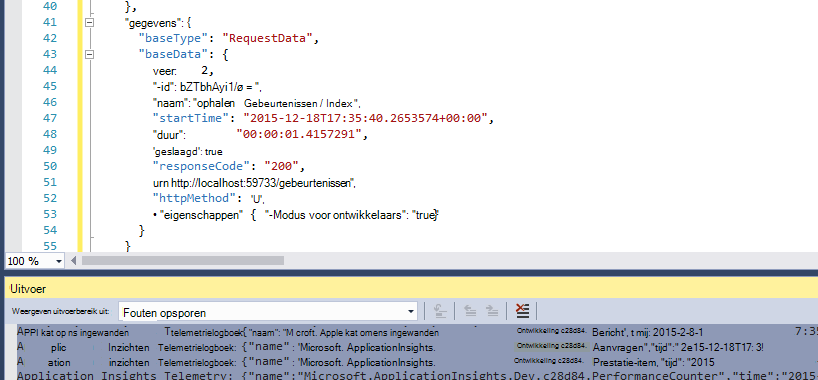 40 },
41 "gegevens": {
42 "baseType": "RequestData",
43 "baseData": {
44 veer: 2,
45 "-id": bZTbhAyi1/ø = ",
46 "naam": "ophalen Gebeurtenissen / Index",
47 "startTime": "2015-12-18T17:35:40.2653574+00:00",
48 "duur": "00:00:01.4157291",
49 'geslaagd': true
50 "responseCode": "200",
51 urn http://localhost:59733/gebeurtenissen",
52 "httpMethod": 'U',
53 • "eigenschappen" { "-Modus voor ontwikkelaars": "true}"
54 }
55 }
100 %
Uitvoer
Weergeven uitvoerbereik uit: Fouten opsporen
APPI kat op ns ingewanden Ttelemetrielogboek{"naam": "M croft. Apple kat omens ingewanden Ontwikkeling c28d84. Bericht', t mij: 2015-2-8-1 7:35
A plic Inzichten Telemetrielogboek: {"name": 'Microsoft. ApplicationInsights. Ontwikkeling c28d84. Aanvragen","tijd":" 2e15-12-18T17: 3!
A ation inzichten Telemetrielogboek: {"name": 'Microsoft. ApplicationInsights. Ontwikkeling c28d84. Prestatie-item, "tijd": "2015
Application Insights Telemetry: {"name":"Microsoft.ApplicationInsights.Dev.c28d84.PerformanceCounter","time":"2015-